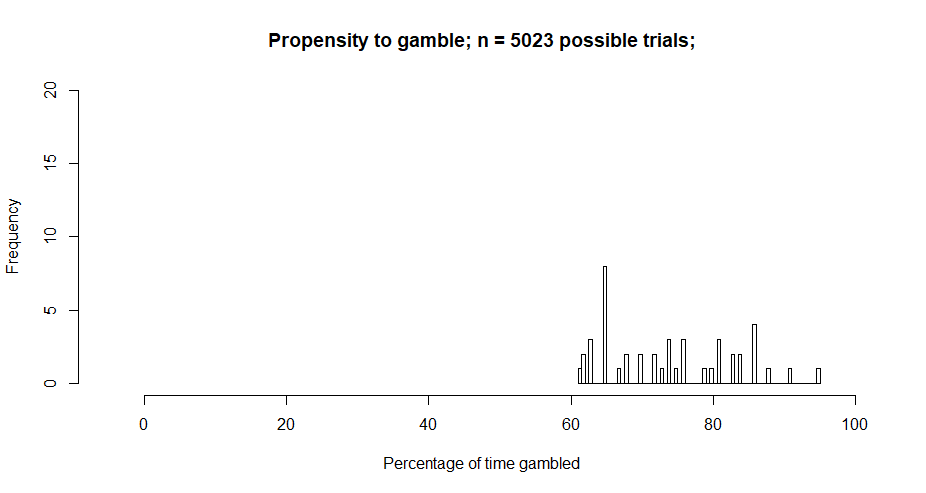 Propensity to gamble; n = 5023 possible trials;
20
15
10
5
0
Frequency
0 20 40 60 80 100
Percentage of time gambled